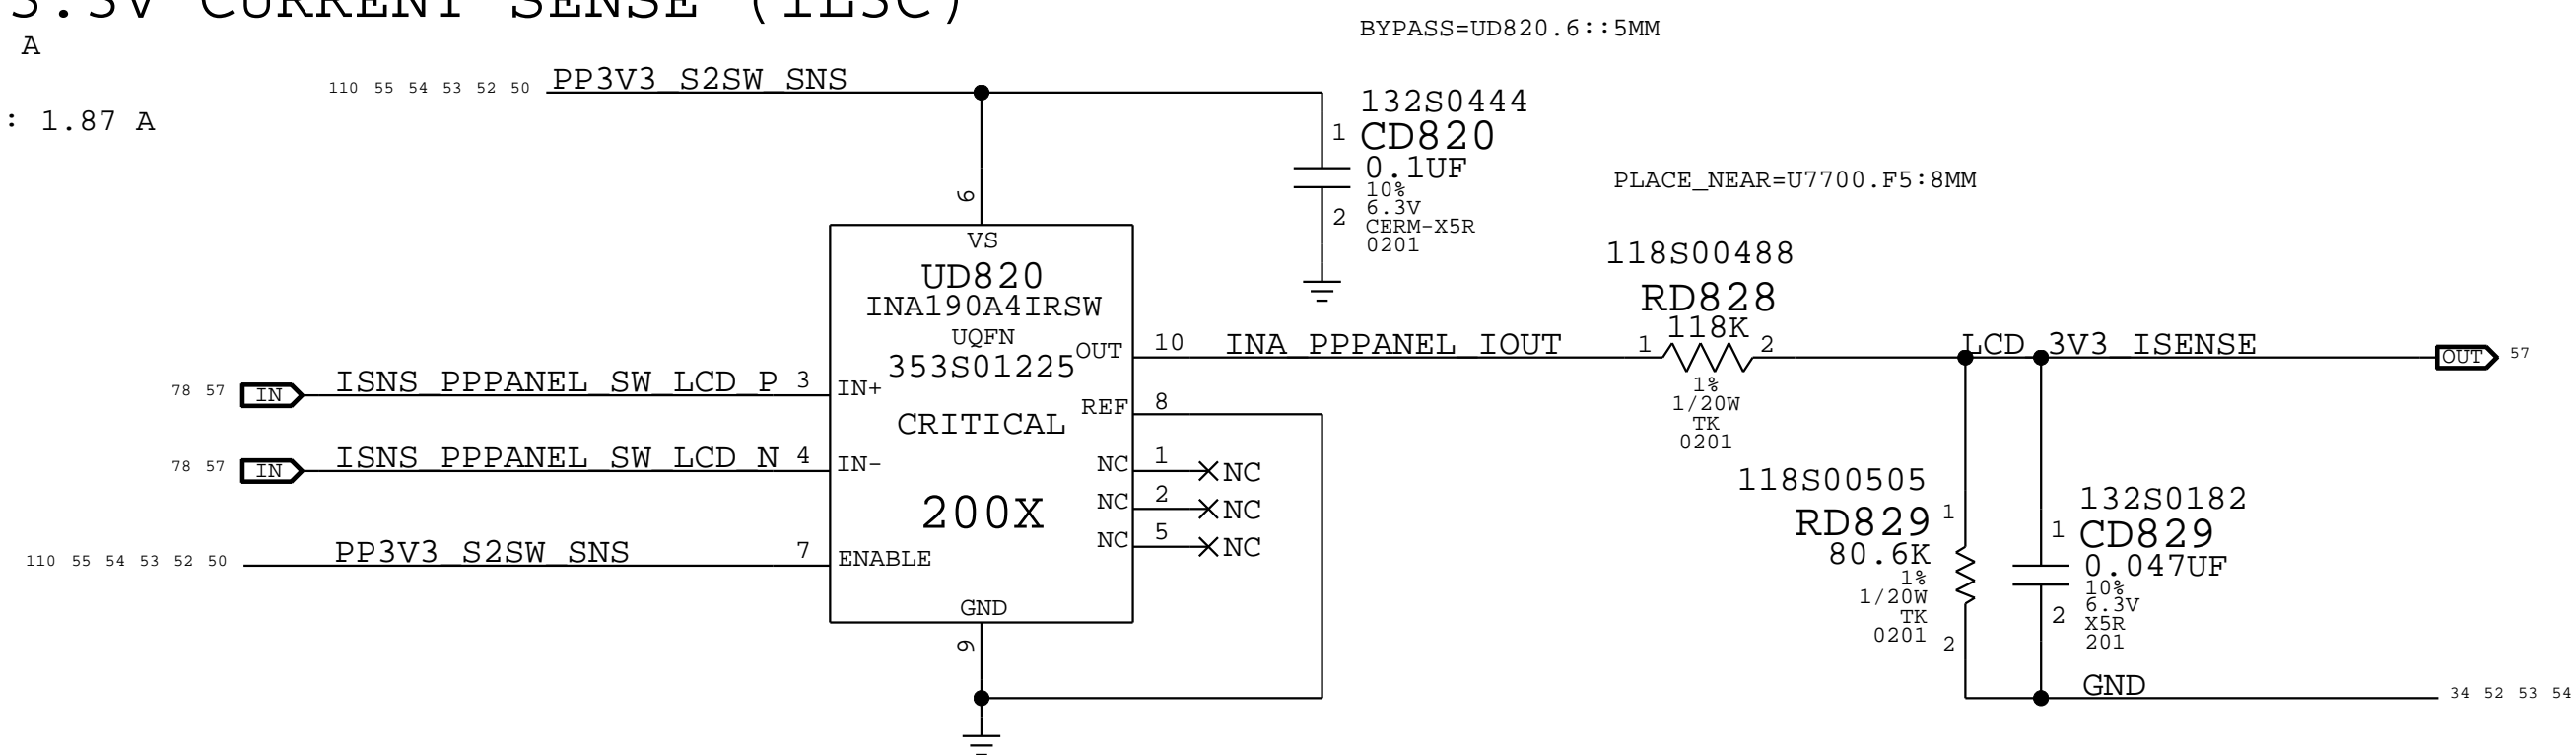 3.3V CURRENT SENSE (IL3C)
A
: 1.87 A
BYPASS=UD820.6::5MM
110 55 54 53 52 50 PP3V3_S2SW_SNS
132S0444
1 CD820
0.1UF
10%
2 6.3V
CERM-X5R
0201
PLACE_NEAR=U7700.F5:8MM
6
VS
UD820
INA190A4IRSW
UQFN
353S01225
CRITICAL
200X
78 57 IN ISNS_PPPANEL_SW_LCD_P 3 IN+
78 57 IN ISNS_PPPANEL_SW_LCD_N 4 IN-
110 55 54 53 52 50 PP3V3_S2SW_SNS 7 ENABLE
OUT 10 INA_PPPANEL_IOUT
REF 8
NC 1 NC
NC 2 NC
NC 5 NC
GND
9
118S00488
RD828
1 118K 2
1%
1/20W
TK
0201
LCD_3V3_ISENSE OUT 57
118S00505
RD829 1
80.6K
1%
1/20W
TK
0201 2
132S0182
1 CD829
0.047UF
10%
6.3V
2 X5R
201
GND 34 52 53 54